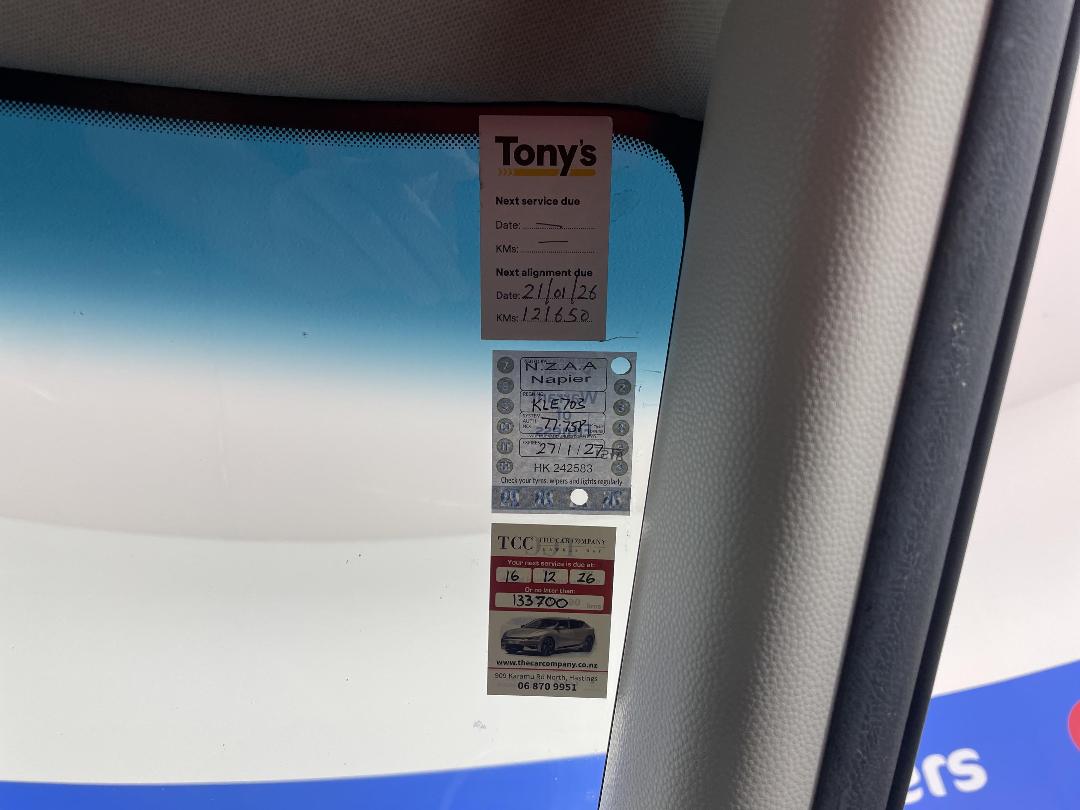 Tony's
Next service due
Date: —
KMs: —
Next alignment due
Date: 21/01/26
KMs: 121650
N.Z.A.A
Napier
KLE703
27/1/27
HK 242583
Check your tyres, wipers and lights regularly
TCC THE CAR COMPANY
Your next service is due at:
16 12 26
Or no later than:
133700
www.thecarcompany.co.nz
909 Karamu Rd North, Hastings
06 870 9951
ers